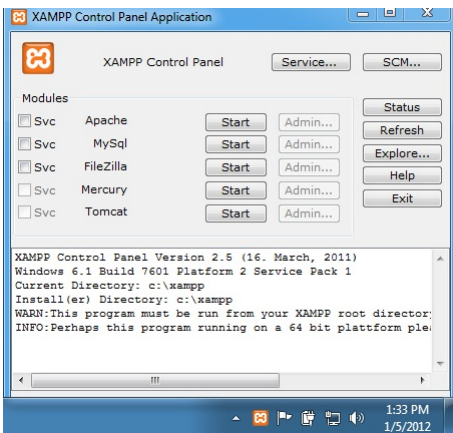 XAMPP Control Panel Application
XAMPP Control Panel
Service...
SCM...
Modules
Svc Apache Start Admin...
Svc MySql Start Admin...
Svc FileZilla Start Admin...
Svc Mercury Start Admin...
Svc Tomcat Start Admin...
Status
Refresh
Explore...
Help
Exit
XAMPP Control Panel Version 2.5 (16. March, 2011)
Windows 6.1 Build 7601 Platform 2 Service Pack 1
Current Directory: c:\xampp
Install(er) Directory: c:\xampp
WARN:This program must be run from your XAMPP root director
INFO:Perhaps this program running on a 64 bit plattform ple
1:33 PM
1/5/2012